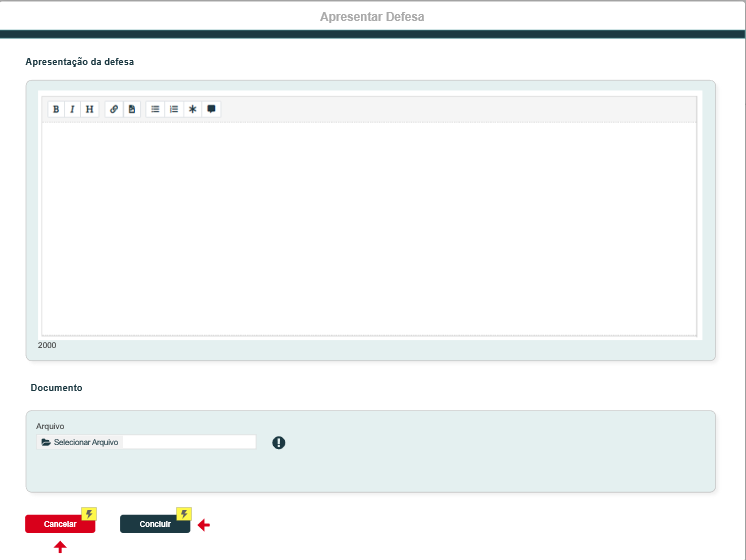 Apresentar Defesa
Apresentação da defesa
B I H
2000
Documento
Arquivo
Selecionar Arquivo
Cancelar Concluir